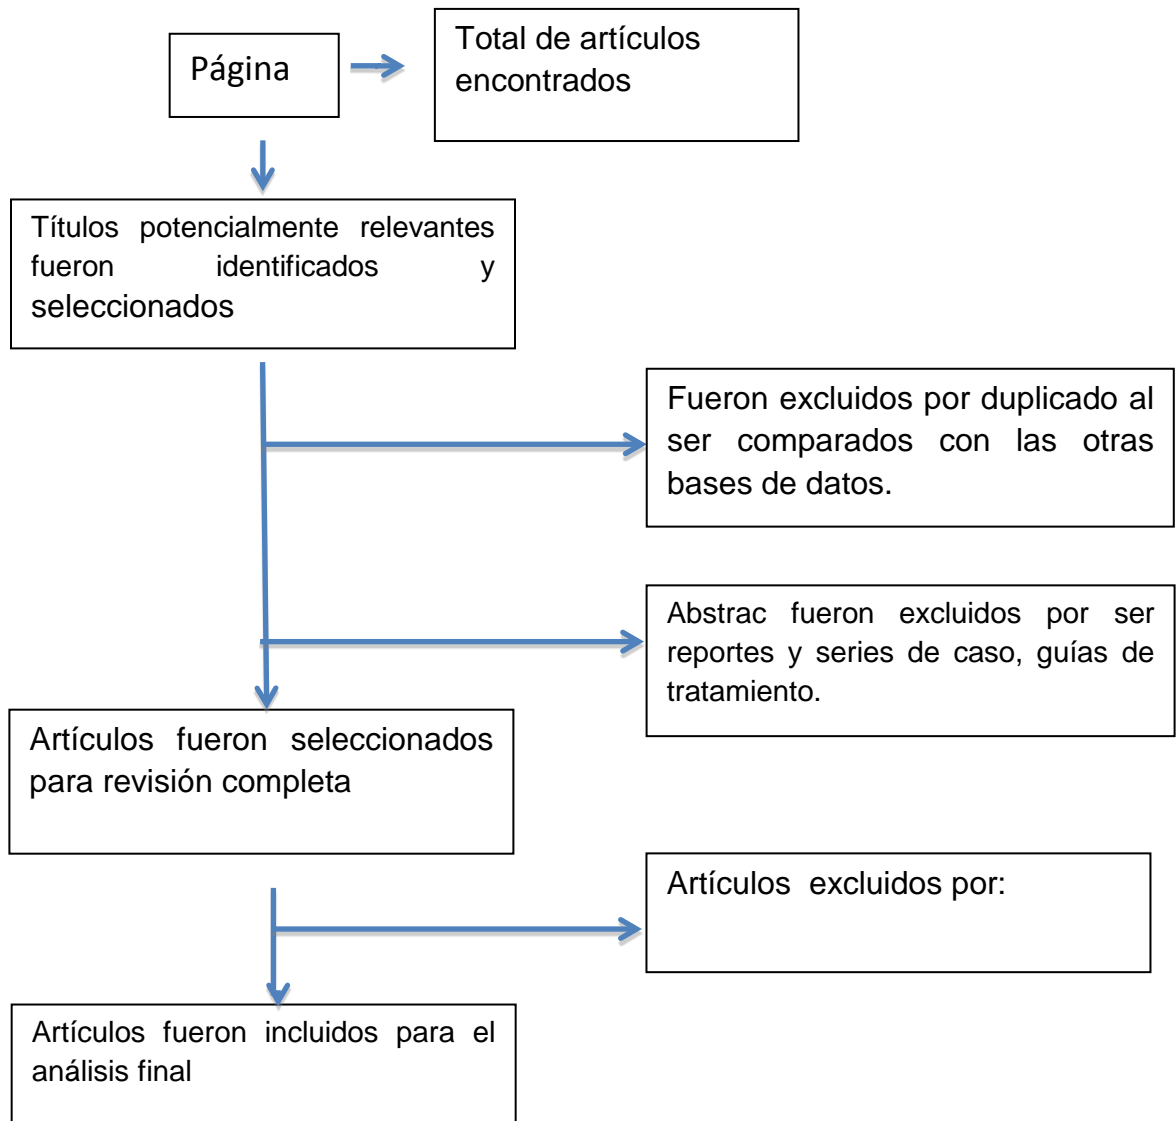 Página
Total de artículos
encontrados
Títulos potencialmente relevantes
fueron identificados y
seleccionados
Fueron excluidos por duplicado al
ser comparados con las otras
bases de datos.
Abstrac fueron excluidos por ser
reportes y series de caso, guías de
tratamiento.
Artículos fueron seleccionados
para revisión completa
Artículos excluidos por:
Artículos fueron incluidos para el
análisis final